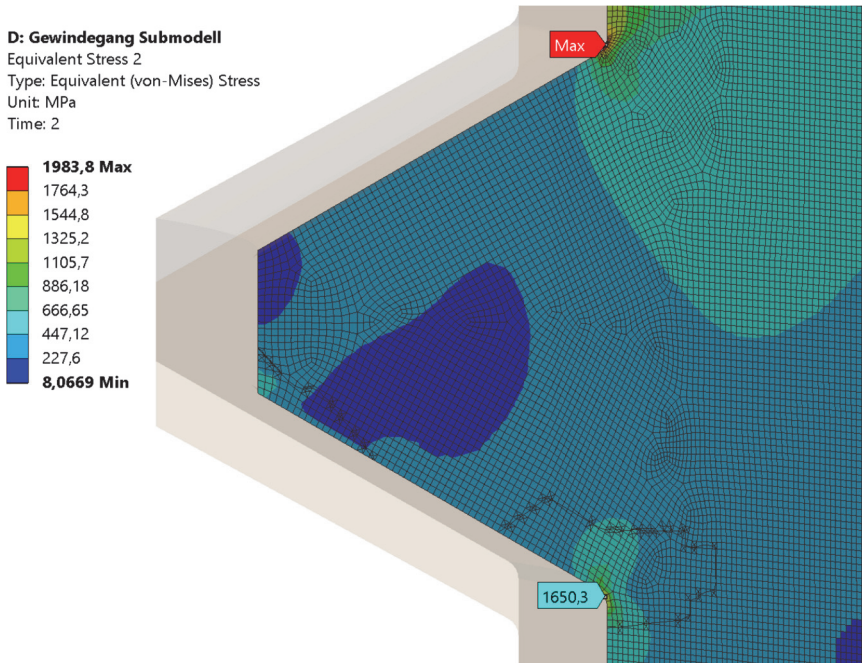 D: Gewindegang Submodell
Equivalent Stress 2
Type: Equivalent (von-Mises) Stress
Unit: MPa
Time: 2
1983,8 Max
1764,3
1544,8
1325,2
1105,7
886,18
666,65
447,12
227,6
8,0669 Min
Max
1650,3